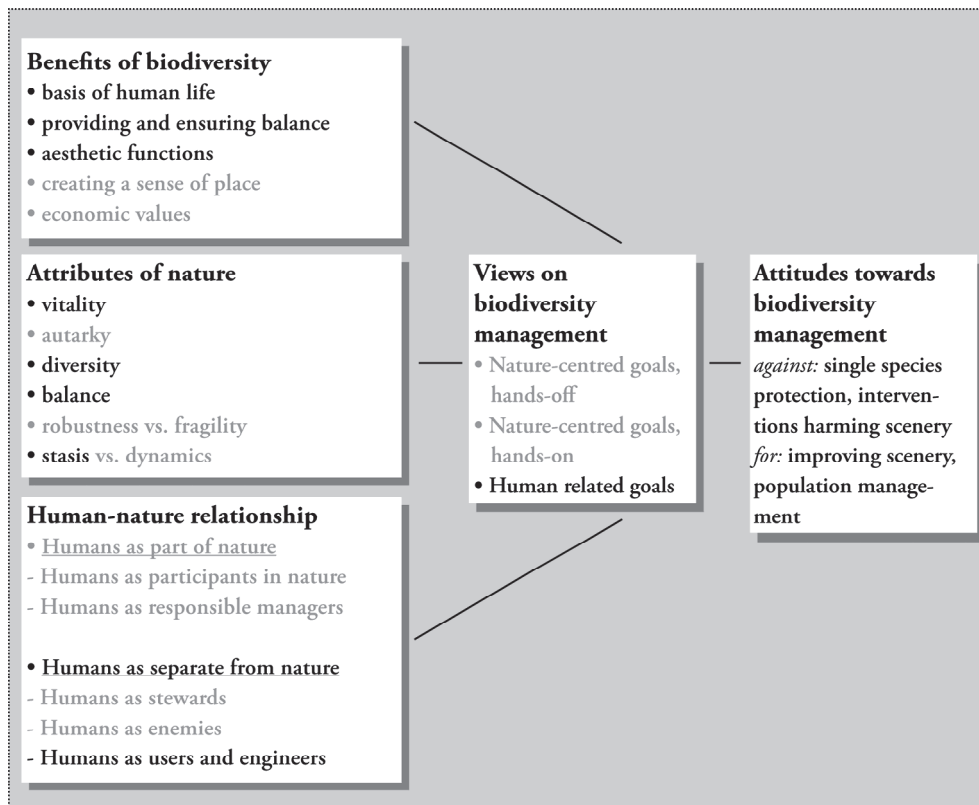 Benefits of biodiversity
• basis of human life
• providing and ensuring balance
• aesthetic functions
• creating a sense of place
• economic values
Attributes of nature
• vitality
• autarky
• diversity
• balance
• robustness vs. fragility
• stasis vs. dynamics
Human-nature relationship
• Humans as part of nature
- Humans as participants in nature
- Humans as responsible managers
• Humans as separate from nature
- Humans as stewards
- Humans as enemies
- Humans as users and engineers
Views on
biodiversity
management
• Nature-centred goals,
hands-off
• Nature-centred goals,
hands-on
• Human related goals
Attitudes towards
biodiversity
management
against: single species
protection, interven-
tions harming scenery
for: improving scenery,
population manage-
ment